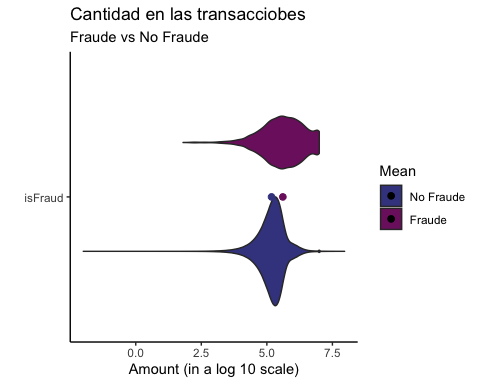 Cantidad en las transacciobes
Fraude vs No Fraude
isFraud
Mean
No Fraude
Fraude
0.0 2.5 5.0 7.5
Amount (in a log 10 scale)